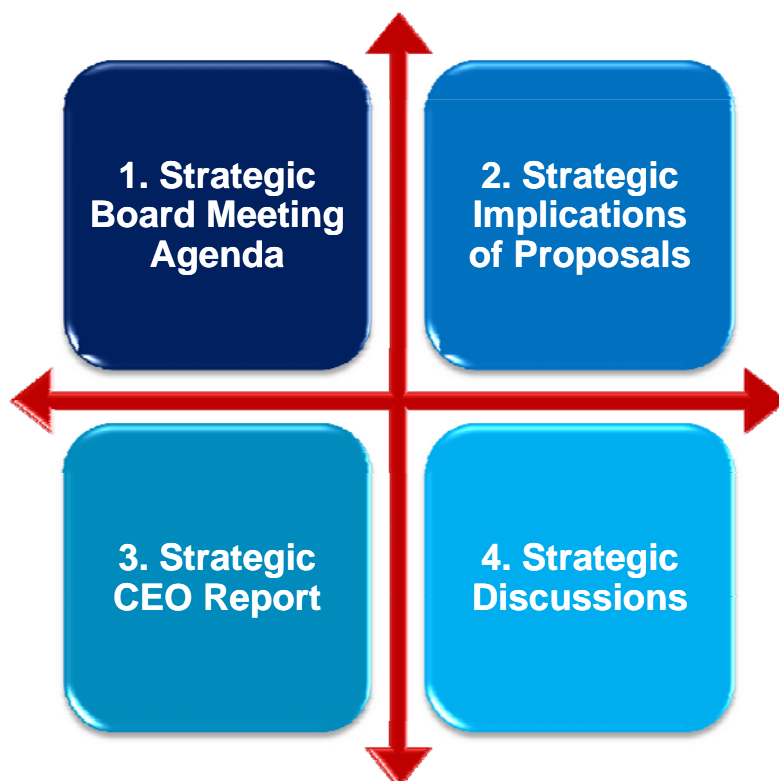 1. Strategic
Board Meeting
Agenda
2. Strategic
Implications
of Proposals
3. Strategic
CEO Report
4. Strategic
Discussions